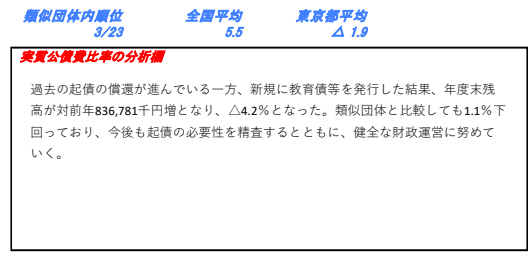 類似団体内順位 全国平均 東京都平均
3/23 5.5 △ 1.9
実質公債費比率の分析欄
過去の起債の償還が進んでいる一方、新規に教育債等を発行した結果、年度末残
高が対前年836,781千円増となり、△4.2％となった。類似団体と比較しても1.1％下
回っており、今後も起債の必要性を精査するとともに、健全な財政運営に努めて
いく。